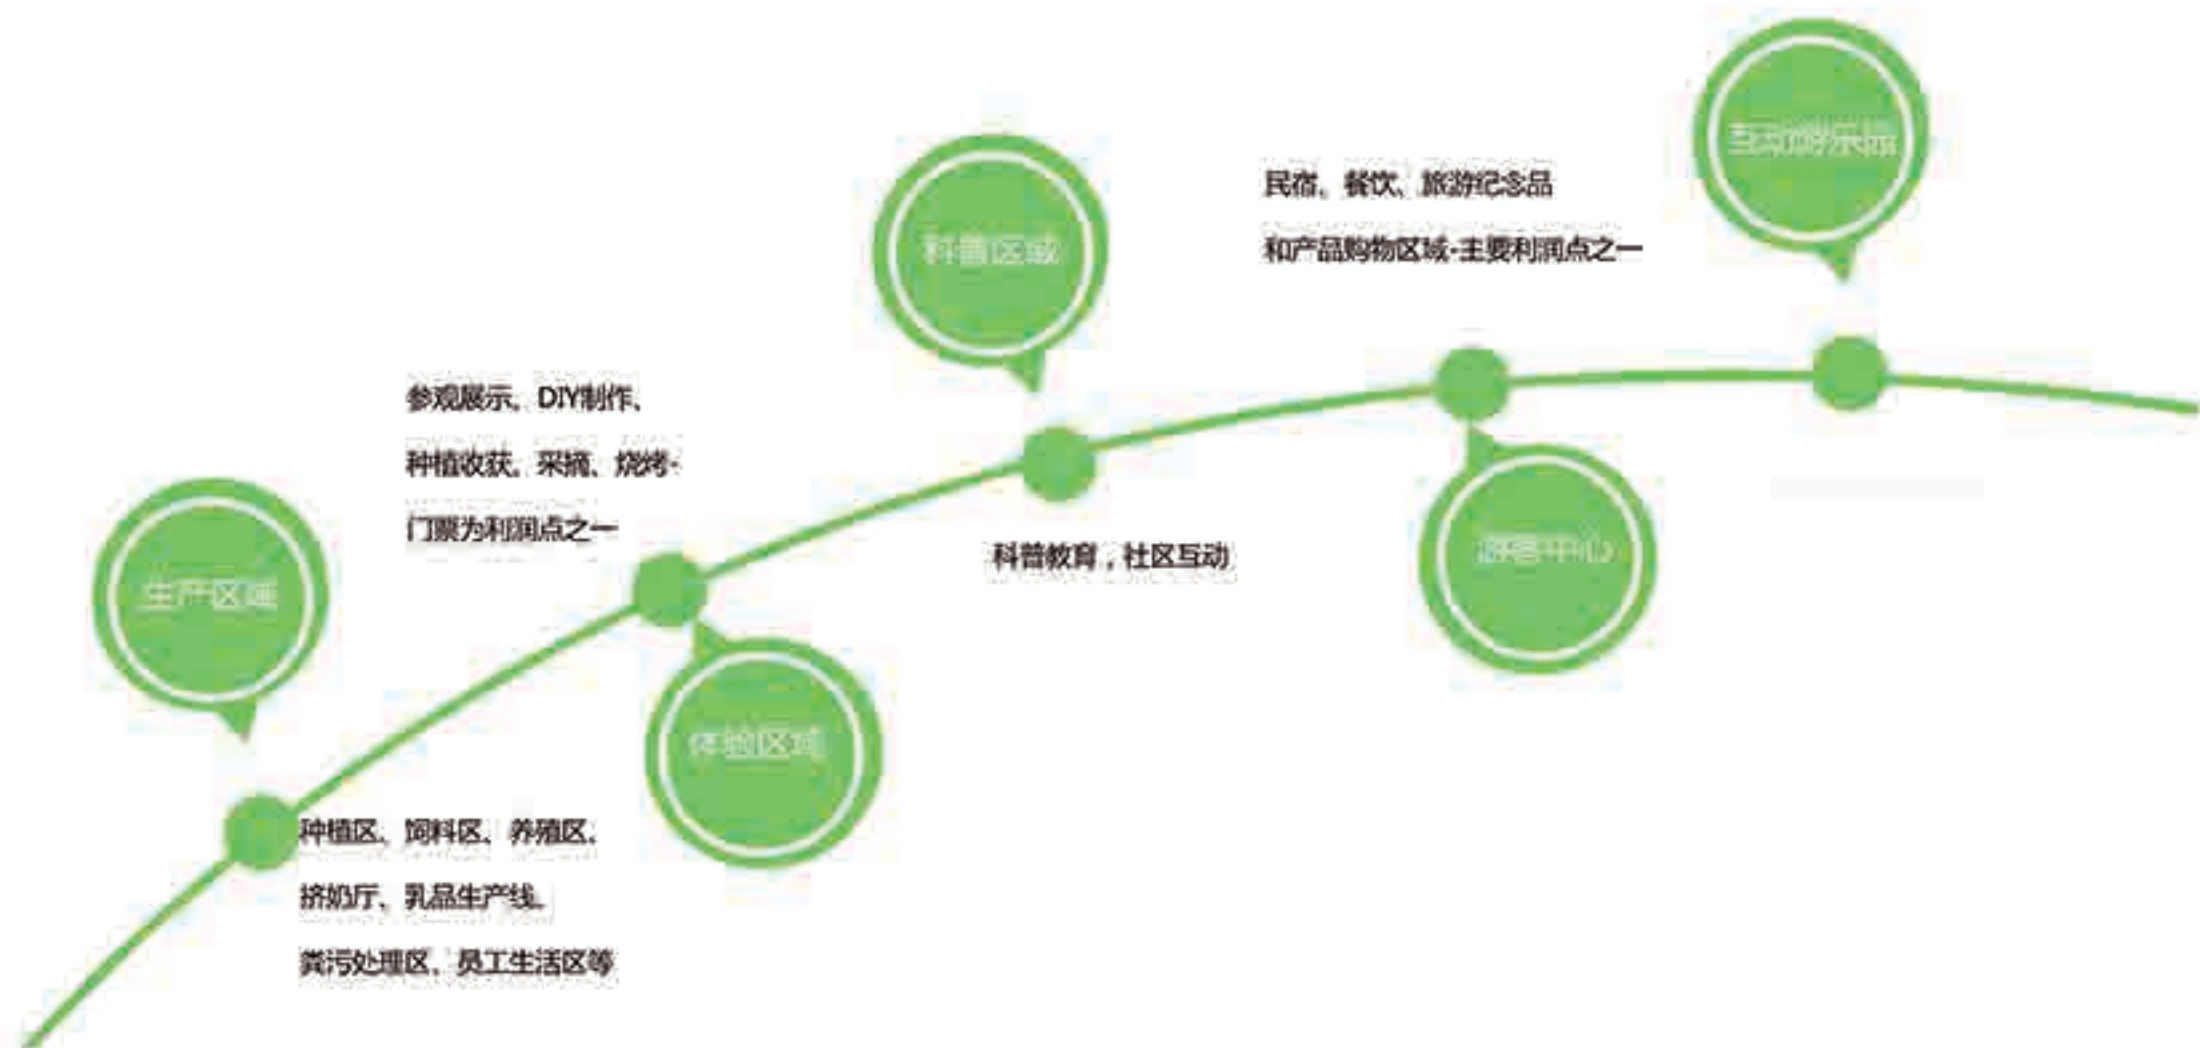 生产区域
种植区、饲料区、养殖区、
挤奶厅、乳品生产线、
粪污处理区、员工生活区等
参观展示、DIY制作、
种植收获、采摘、烧烤-
门票为利润点之一
体验区域
科普区域
科普教育，社区互动
民宿、餐饮、旅游纪念品
和产品购物区域-主要利润点之一
游客中心
互动游乐园